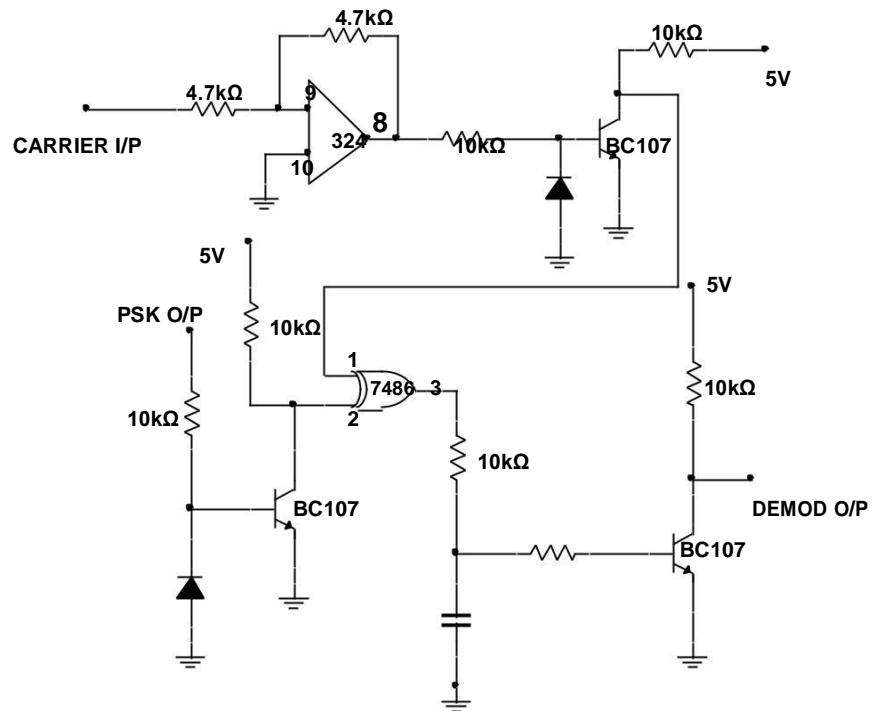 4.7kΩ
10kΩ
4.7kΩ
5V
9
8
324
CARRIER I/P
10kΩ
BC107
10
5V
5V
PSK O/P
10kΩ
1
7486
3
10kΩ
10kΩ
2
10kΩ
BC107
DEMOD O/P
BC107